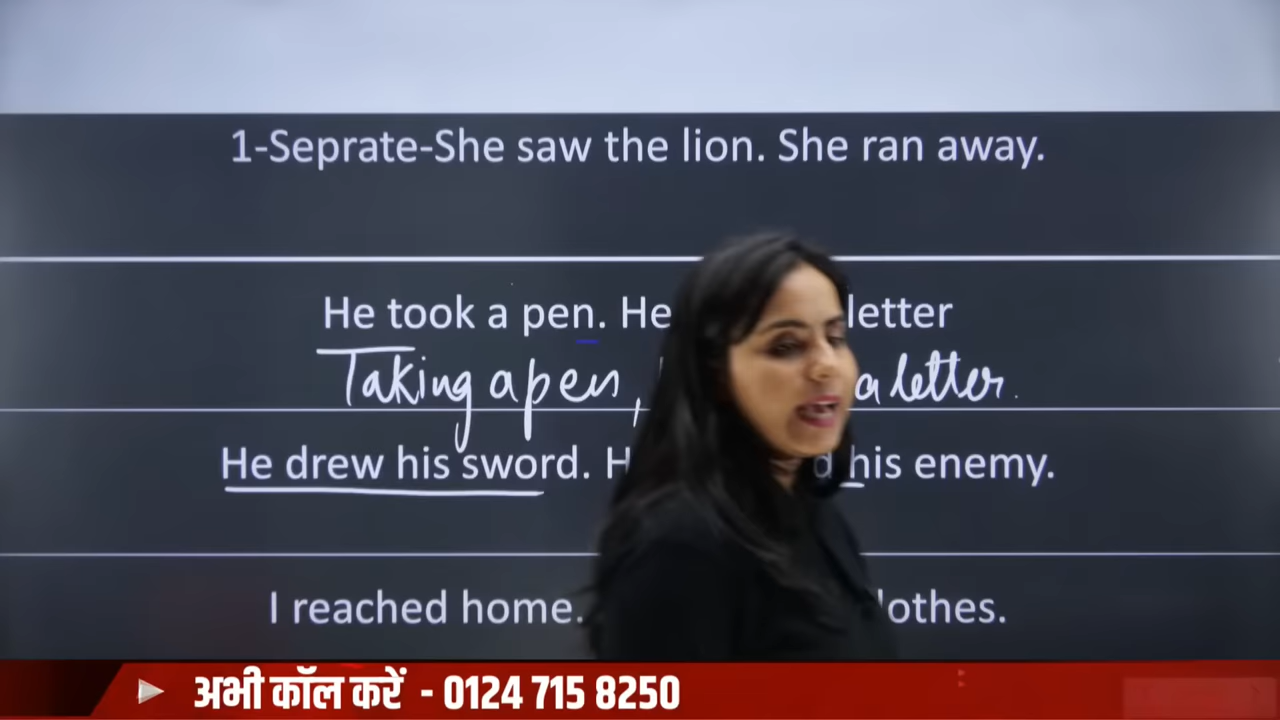 1-Seprate-She saw the lion. She ran away.
He took a pen. He letter
Taking a pen, a letter.
He drew his sword. his enemy.
I reached home.
अभी कॉल करें - 0124 715 8250